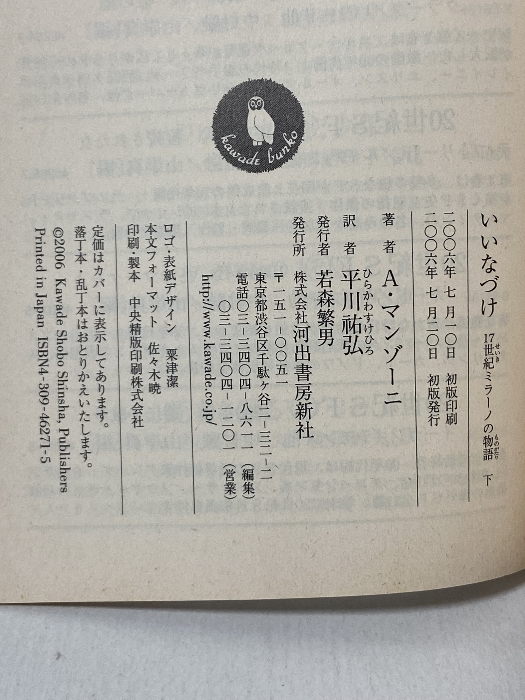 kawade bunko
いいなづけ 17世紀ミラーノの物語 下
せいき
ものがたり
二〇〇六年 七月一〇日 初版印刷
二〇〇六年 七月二〇日 初版発行
著者 A・マンゾーニ
訳者 平川祐弘
ひらかわすけひろ
発行者 若森繁男
発行所 株式会社河出書房新社
〒一五一-〇〇五一
東京都渋谷区千駄ヶ谷二-三二-二
電話〇三-三四〇四-八六一一(編集)
〇三-三四〇四-一二〇一(営業)
http://www.kawade.co.jp/
ロゴ・表紙デザイン 粟津潔
本文フォーマット 佐々木暁
印刷・製本 中央精版印刷株式会社
定価はカバーに表示してあります。
落丁本・乱丁本はおとりかえいたします。
©2006 Kawade Shobo Shinsha, Publishers
Printed in Japan ISBN4-309-46271-5